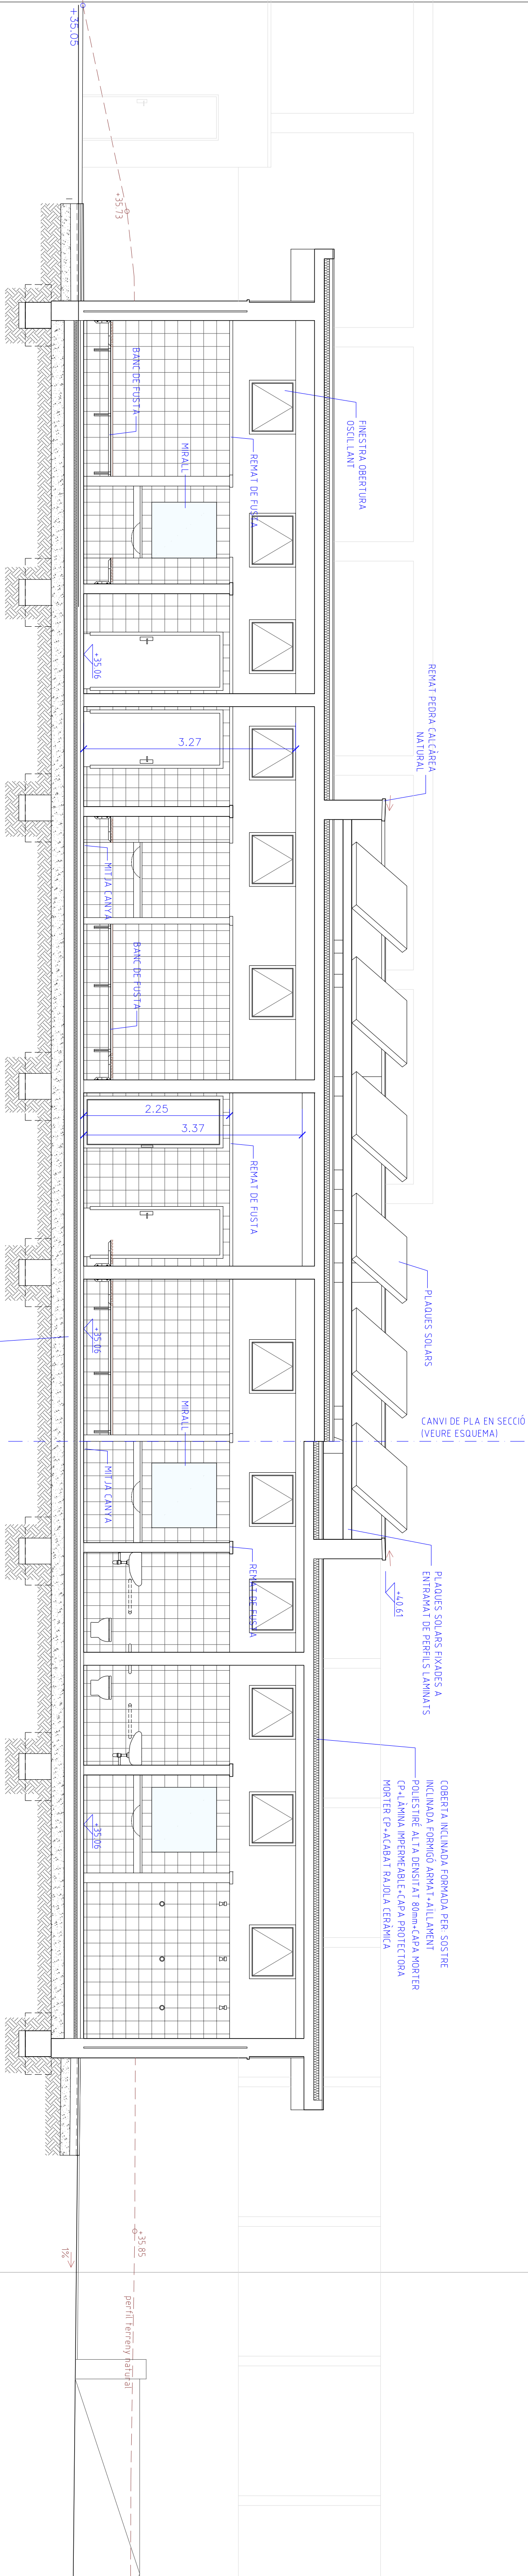 +35.05
+35.73
BANC DE FUSTA
MIRALL
REMAT DE FUSTA
FINESTRA OBERTURA
OSCIL.LANT
+35.06
3.27
REMAT PEDRA CALCÀREA
NATURAL
MITJA CANYA
BANC DE FUSTA
2.25
3.37
REMAT DE FUSTA
PLAQUES SOLARS
+35.06
MIRALL
CANVI DE PLA EN SECCIÓ
(VEURE ESQUEMA)
MITJA CANYA
REMAT DE FUSTA
+40.61
PLAQUES SOLARS FIXADES A
ENTRAMAT DE PERFILS LAMINATS
COBERTA INCLINADA FORMADA PER: SOSTRE
INCLINADA FORMIGÓ ARMAT+AÏLLAMENT
POLIESTIRÈ ALTA DENSITAT 80mm+CAPA MORTER
CP+LÀMINA IMPERMEABLE+CAPA PROTECTORA
MORTER CP+ACABAT RAJOLA CERÀMICA
+35.06
+35.85
1%
perfil terreny natural